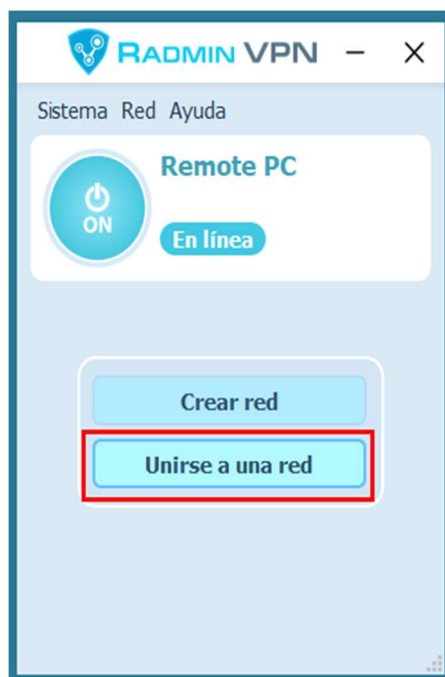 RADMIN VPN
Sistema Red Ayuda
Remote PC
ON
En línea
Crear red
Unirse a una red